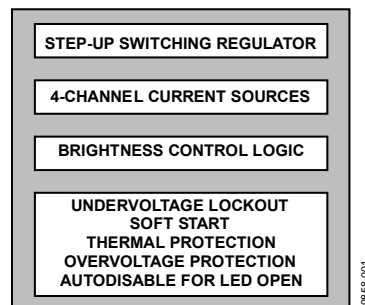 STEP-UP SWITCHING REGULATOR
4-CHANNEL CURRENT SOURCES
BRIGHTNESS CONTROL LOGIC
UNDERVOLTAGE LOCKOUT
SOFT START
THERMAL PROTECTION
OVERVOLTAGE PROTECTION
AUTODISABLE FOR LED OPEN